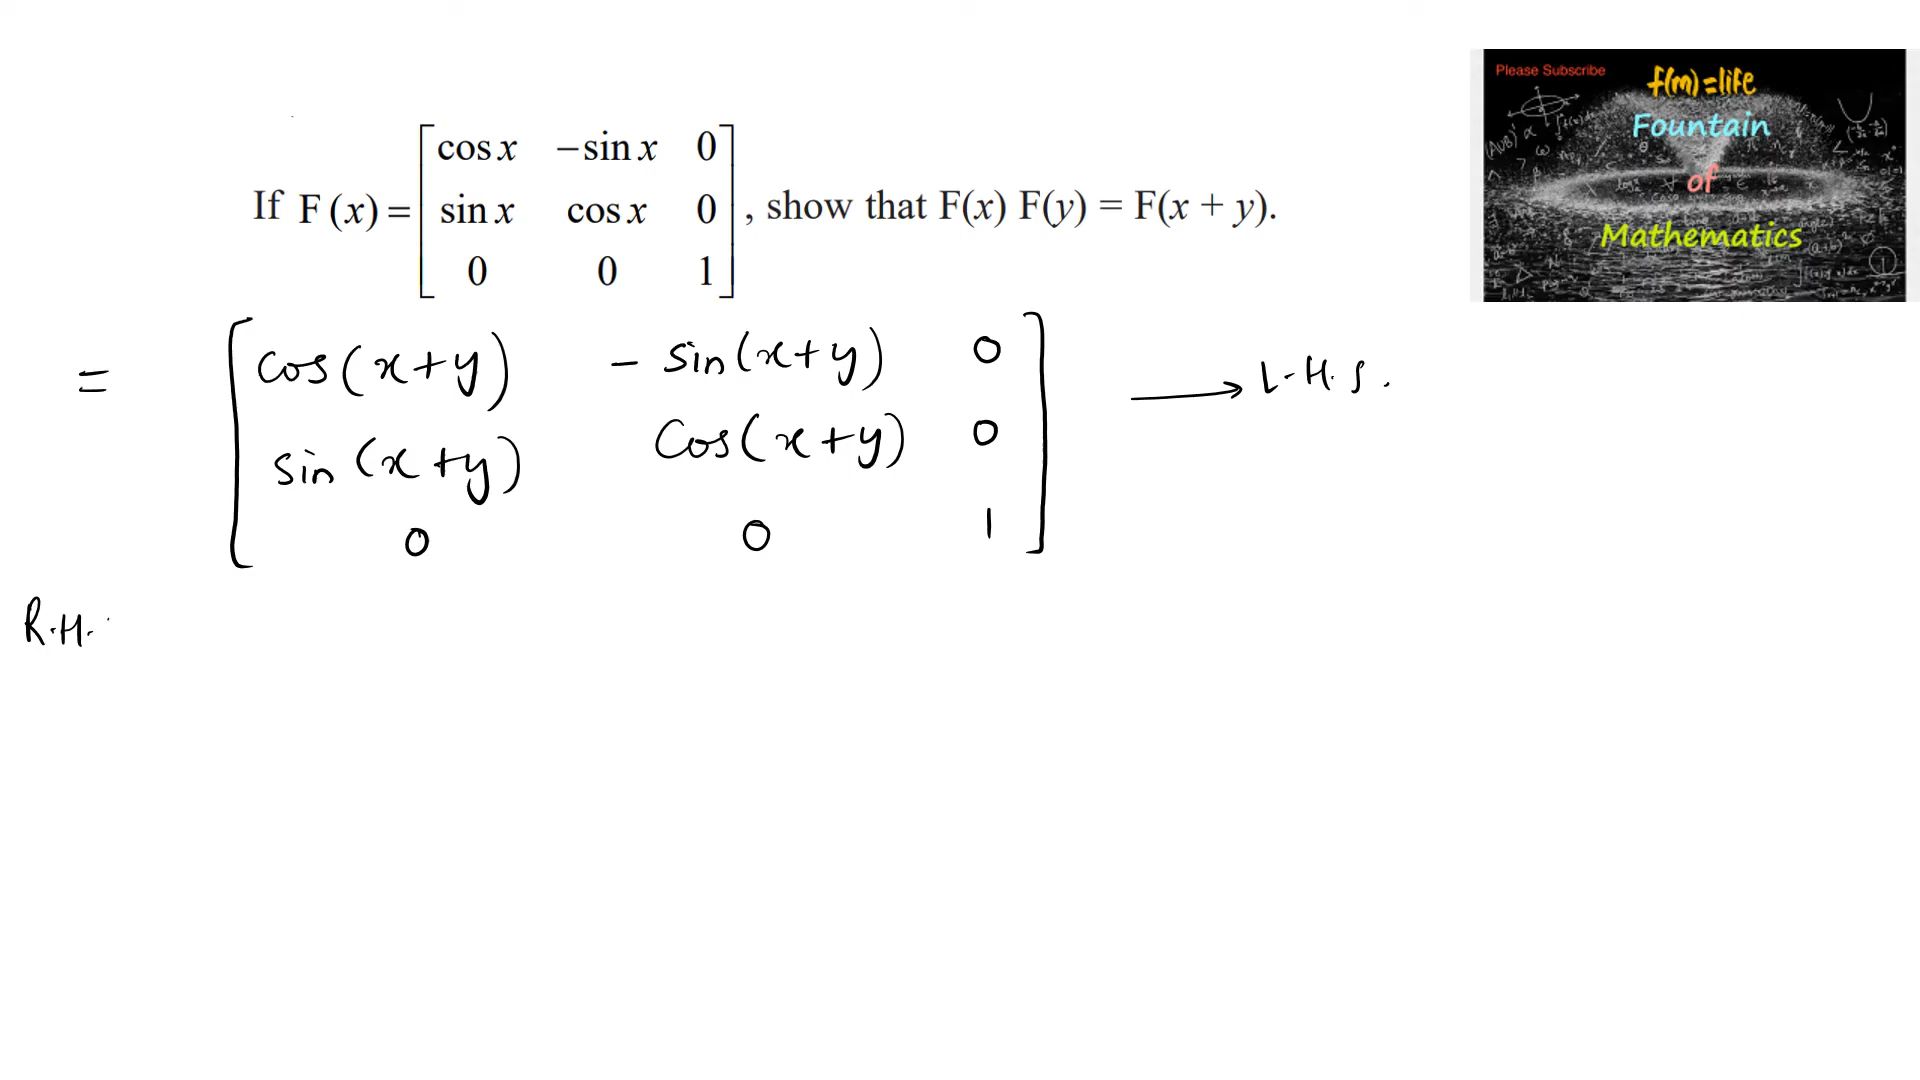 Please Subscribe
f(m)=life
Fountain
of
Mathematics
If F(x)= [cos x −sin x 0
sin x cos x 0
0 0 1], show that F(x) F(y) = F(x + y).
= [cos(x+y) - sin(x+y) 0
sin(x+y) cos(x+y) 0
0 0 1] → L.H.S.
R.H.